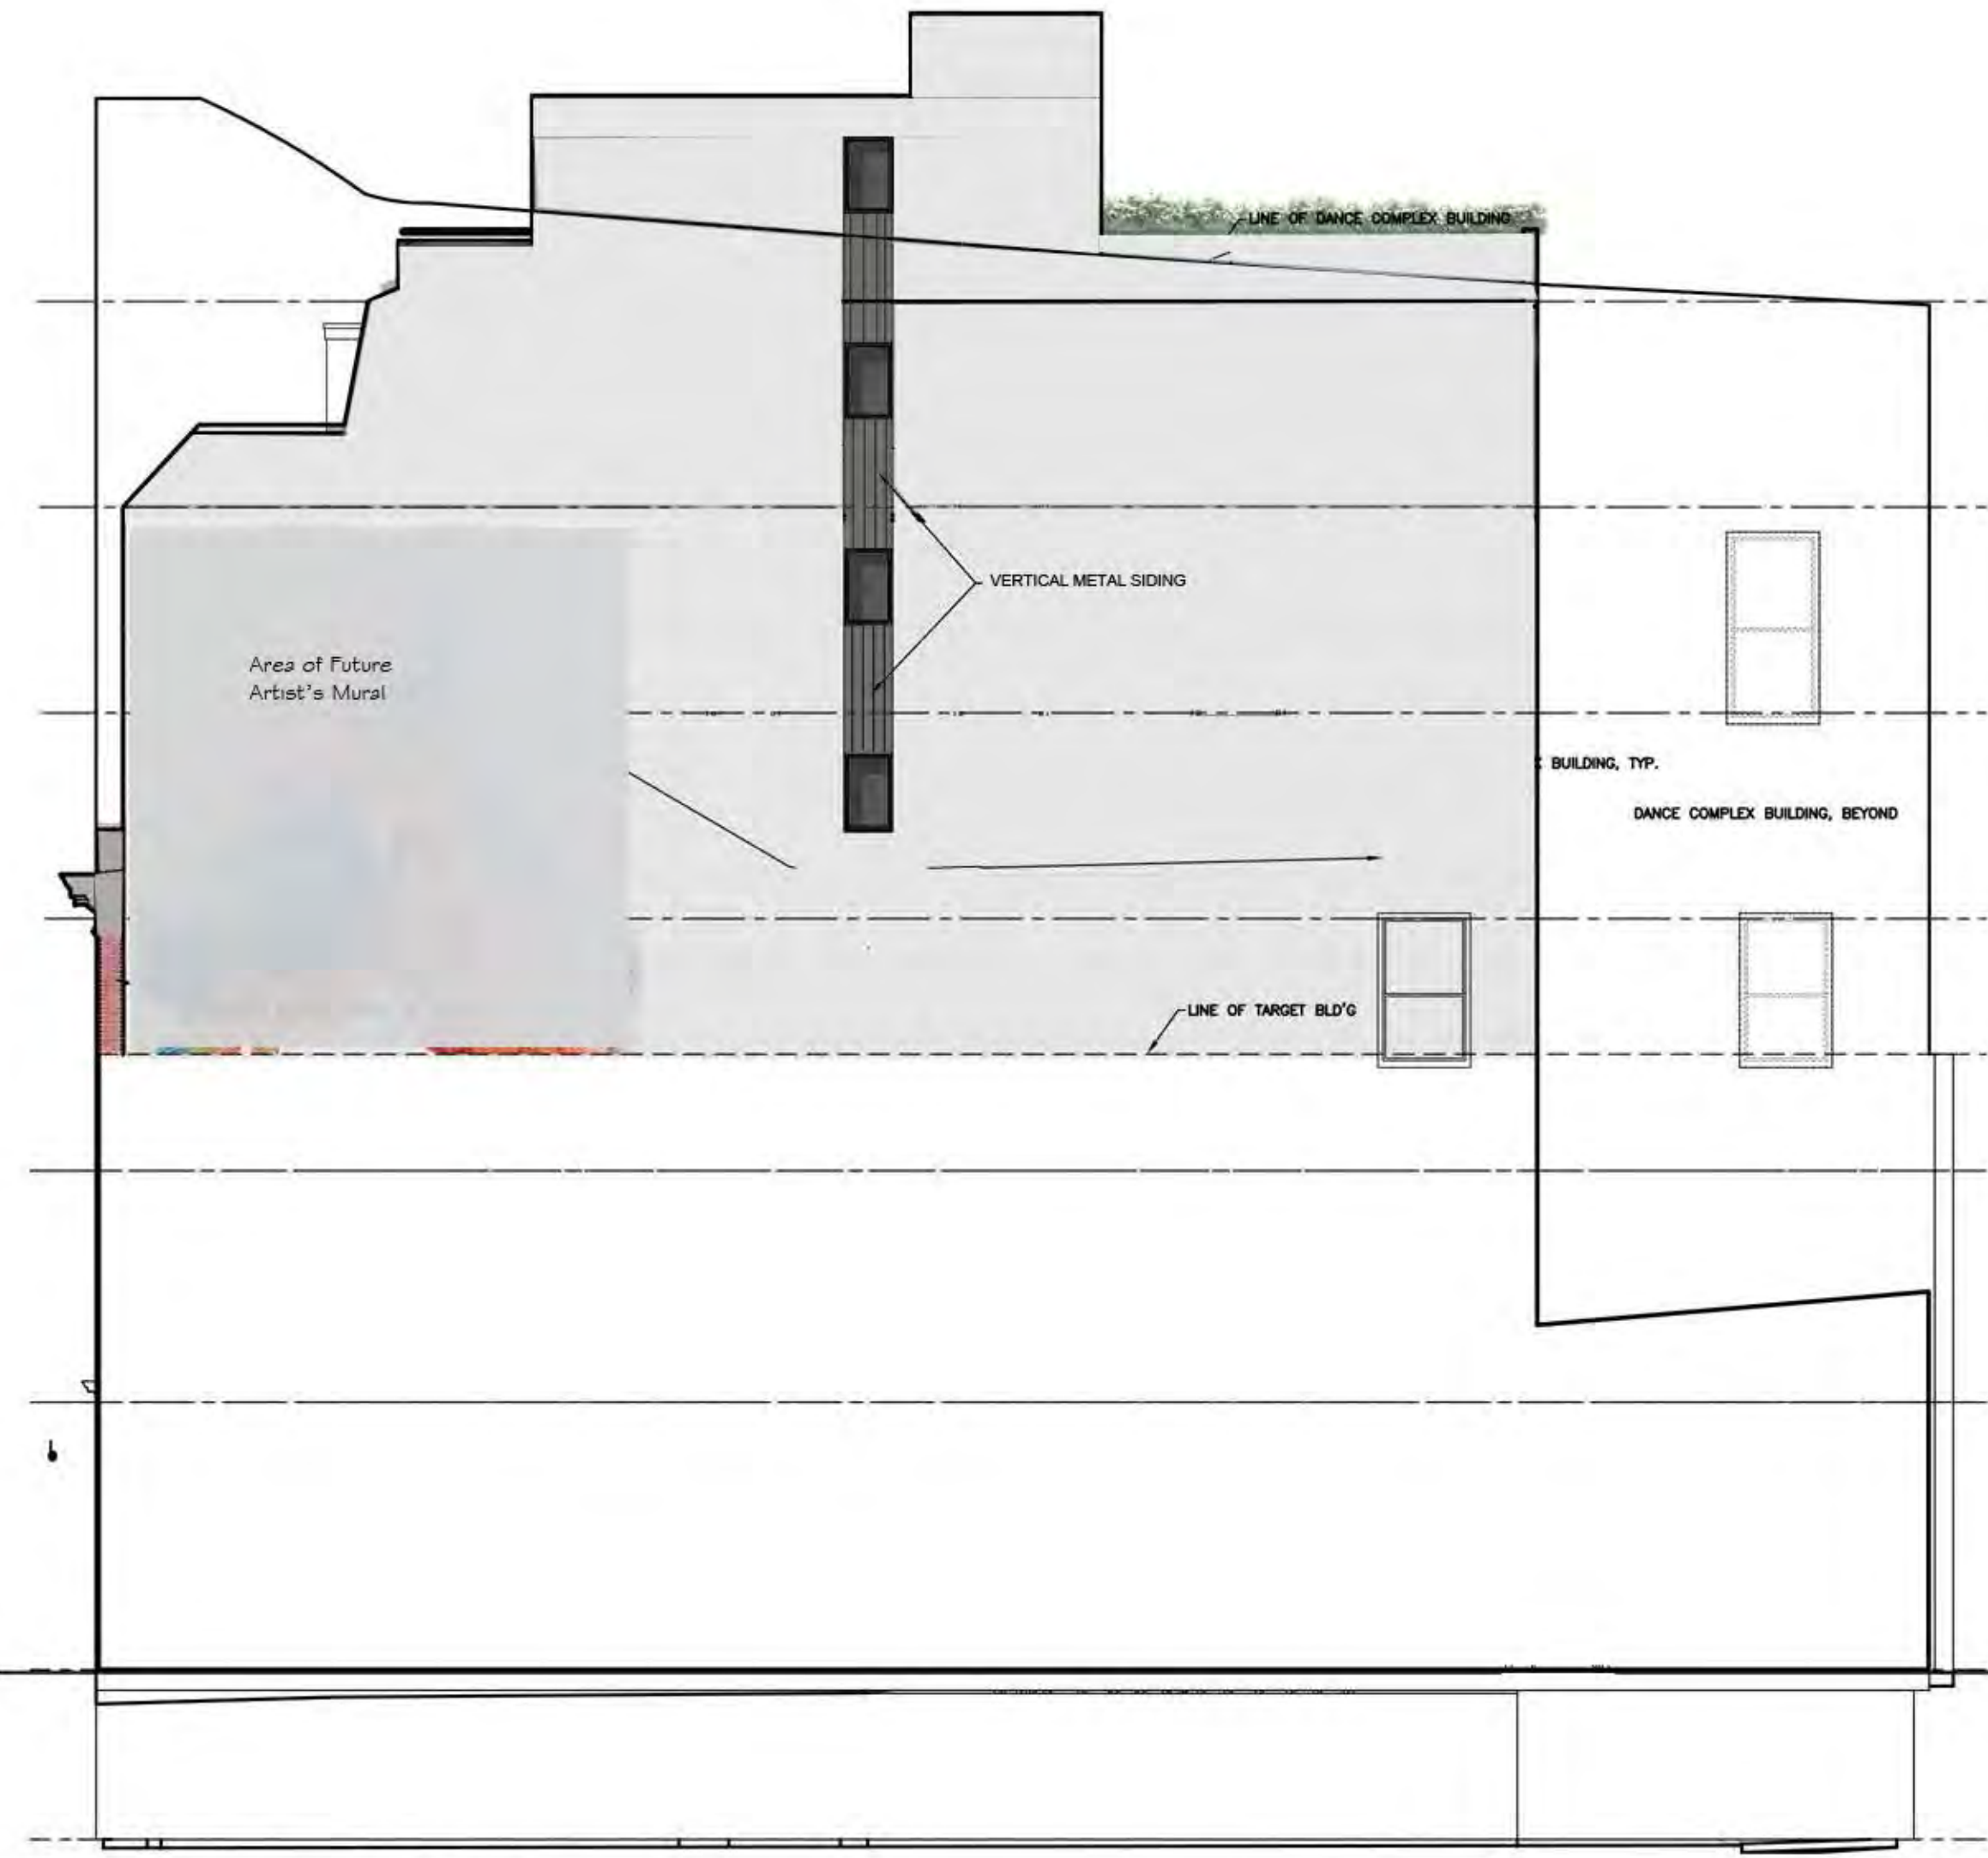 LINE OF DANCE COMPLEX BUILDING
VERTICAL METAL SIDING
Area of Future
Artist's Mural
BUILDING, TYP.
DANCE COMPLEX BUILDING, BEYOND
LINE OF TARGET BLD'G